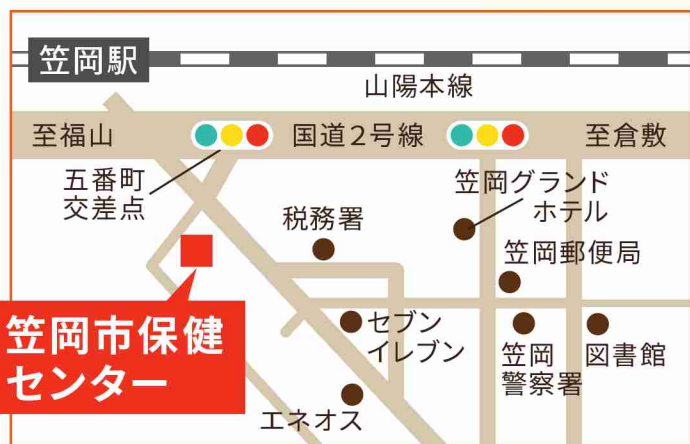 笠岡駅
山陽本線
至福山
国道2号線
至倉敷
五番町
交差点
笠岡グランド
ホテル
税務署
笠岡郵便局
笠岡市保健
センター
セブン
イレブン
笠岡
警察署
図書館
エネオス